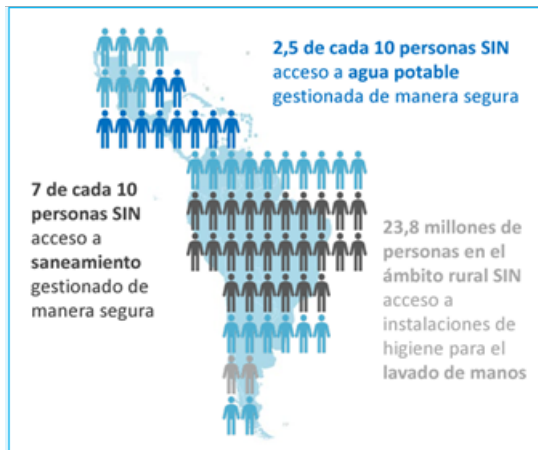 2,5 de cada 10 personas SIN
acceso a agua potable
gestionada de manera segura
7 de cada 10
personas SIN
acceso a
saneamiento
gestionado de
manera segura
23,8 millones de
personas en el
ámbito rural SIN
acceso a
instalaciones de
higiene para el
lavado de manos